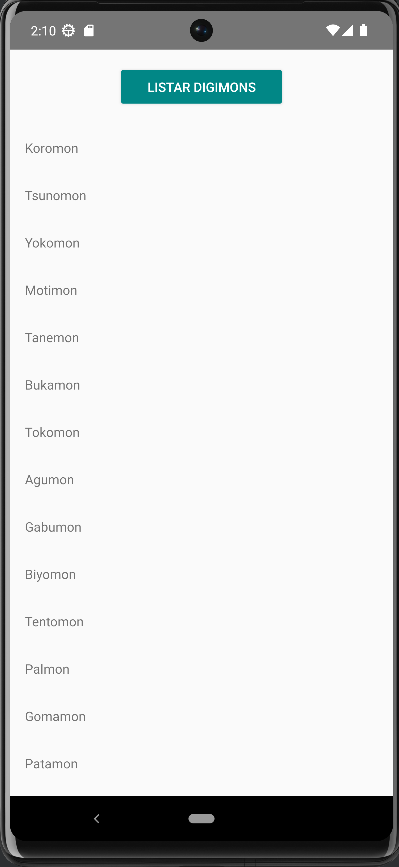 2:10
LISTAR DIGIMONS
Koromon
Tsunomon
Yokomon
Motimon
Tanemon
Bukamon
Tokomon
Agumon
Gabumon
Biyomon
Tentomon
Palmon
Gomamon
Patamon